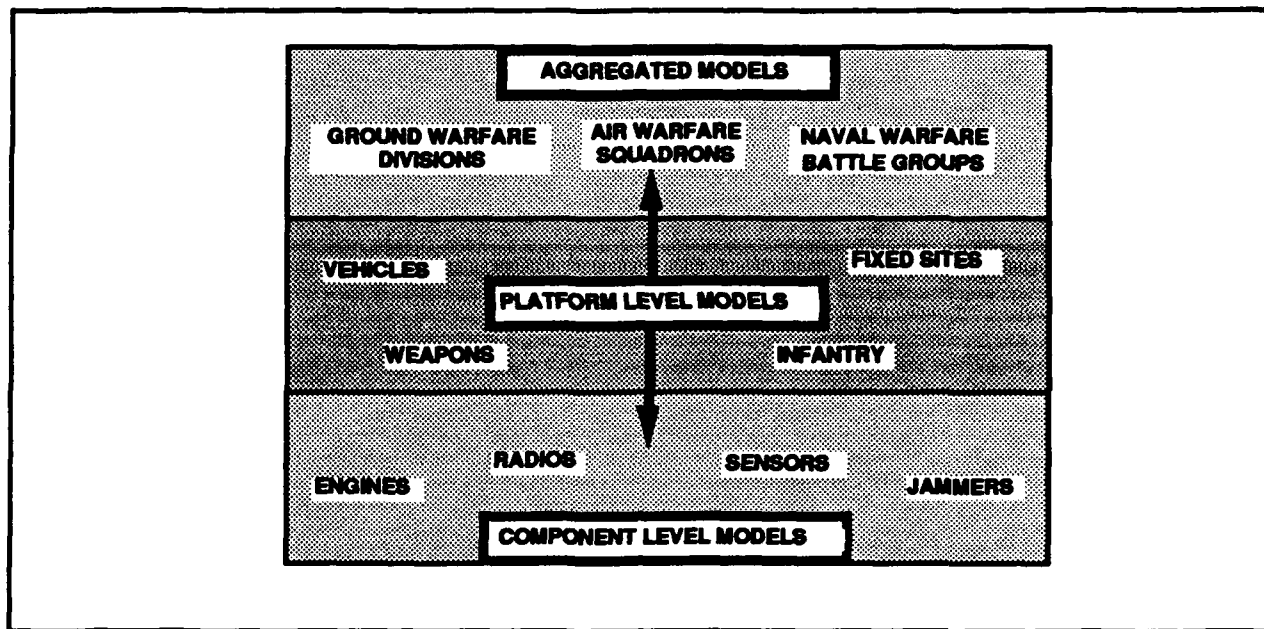 AGGREGATED MODELS
GROUND WARFARE
DIVISIONS
AIR WARFARE
SQUADRONS
NAVAL WARFARE
BATTLE GROUPS
VEHICLES
FIXED SITES
PLATFORM LEVEL MODELS
WEAPONS
INFANTRY
RADIOS
SENSORS
ENGINES
JAMMERS
COMPONENT LEVEL MODELS